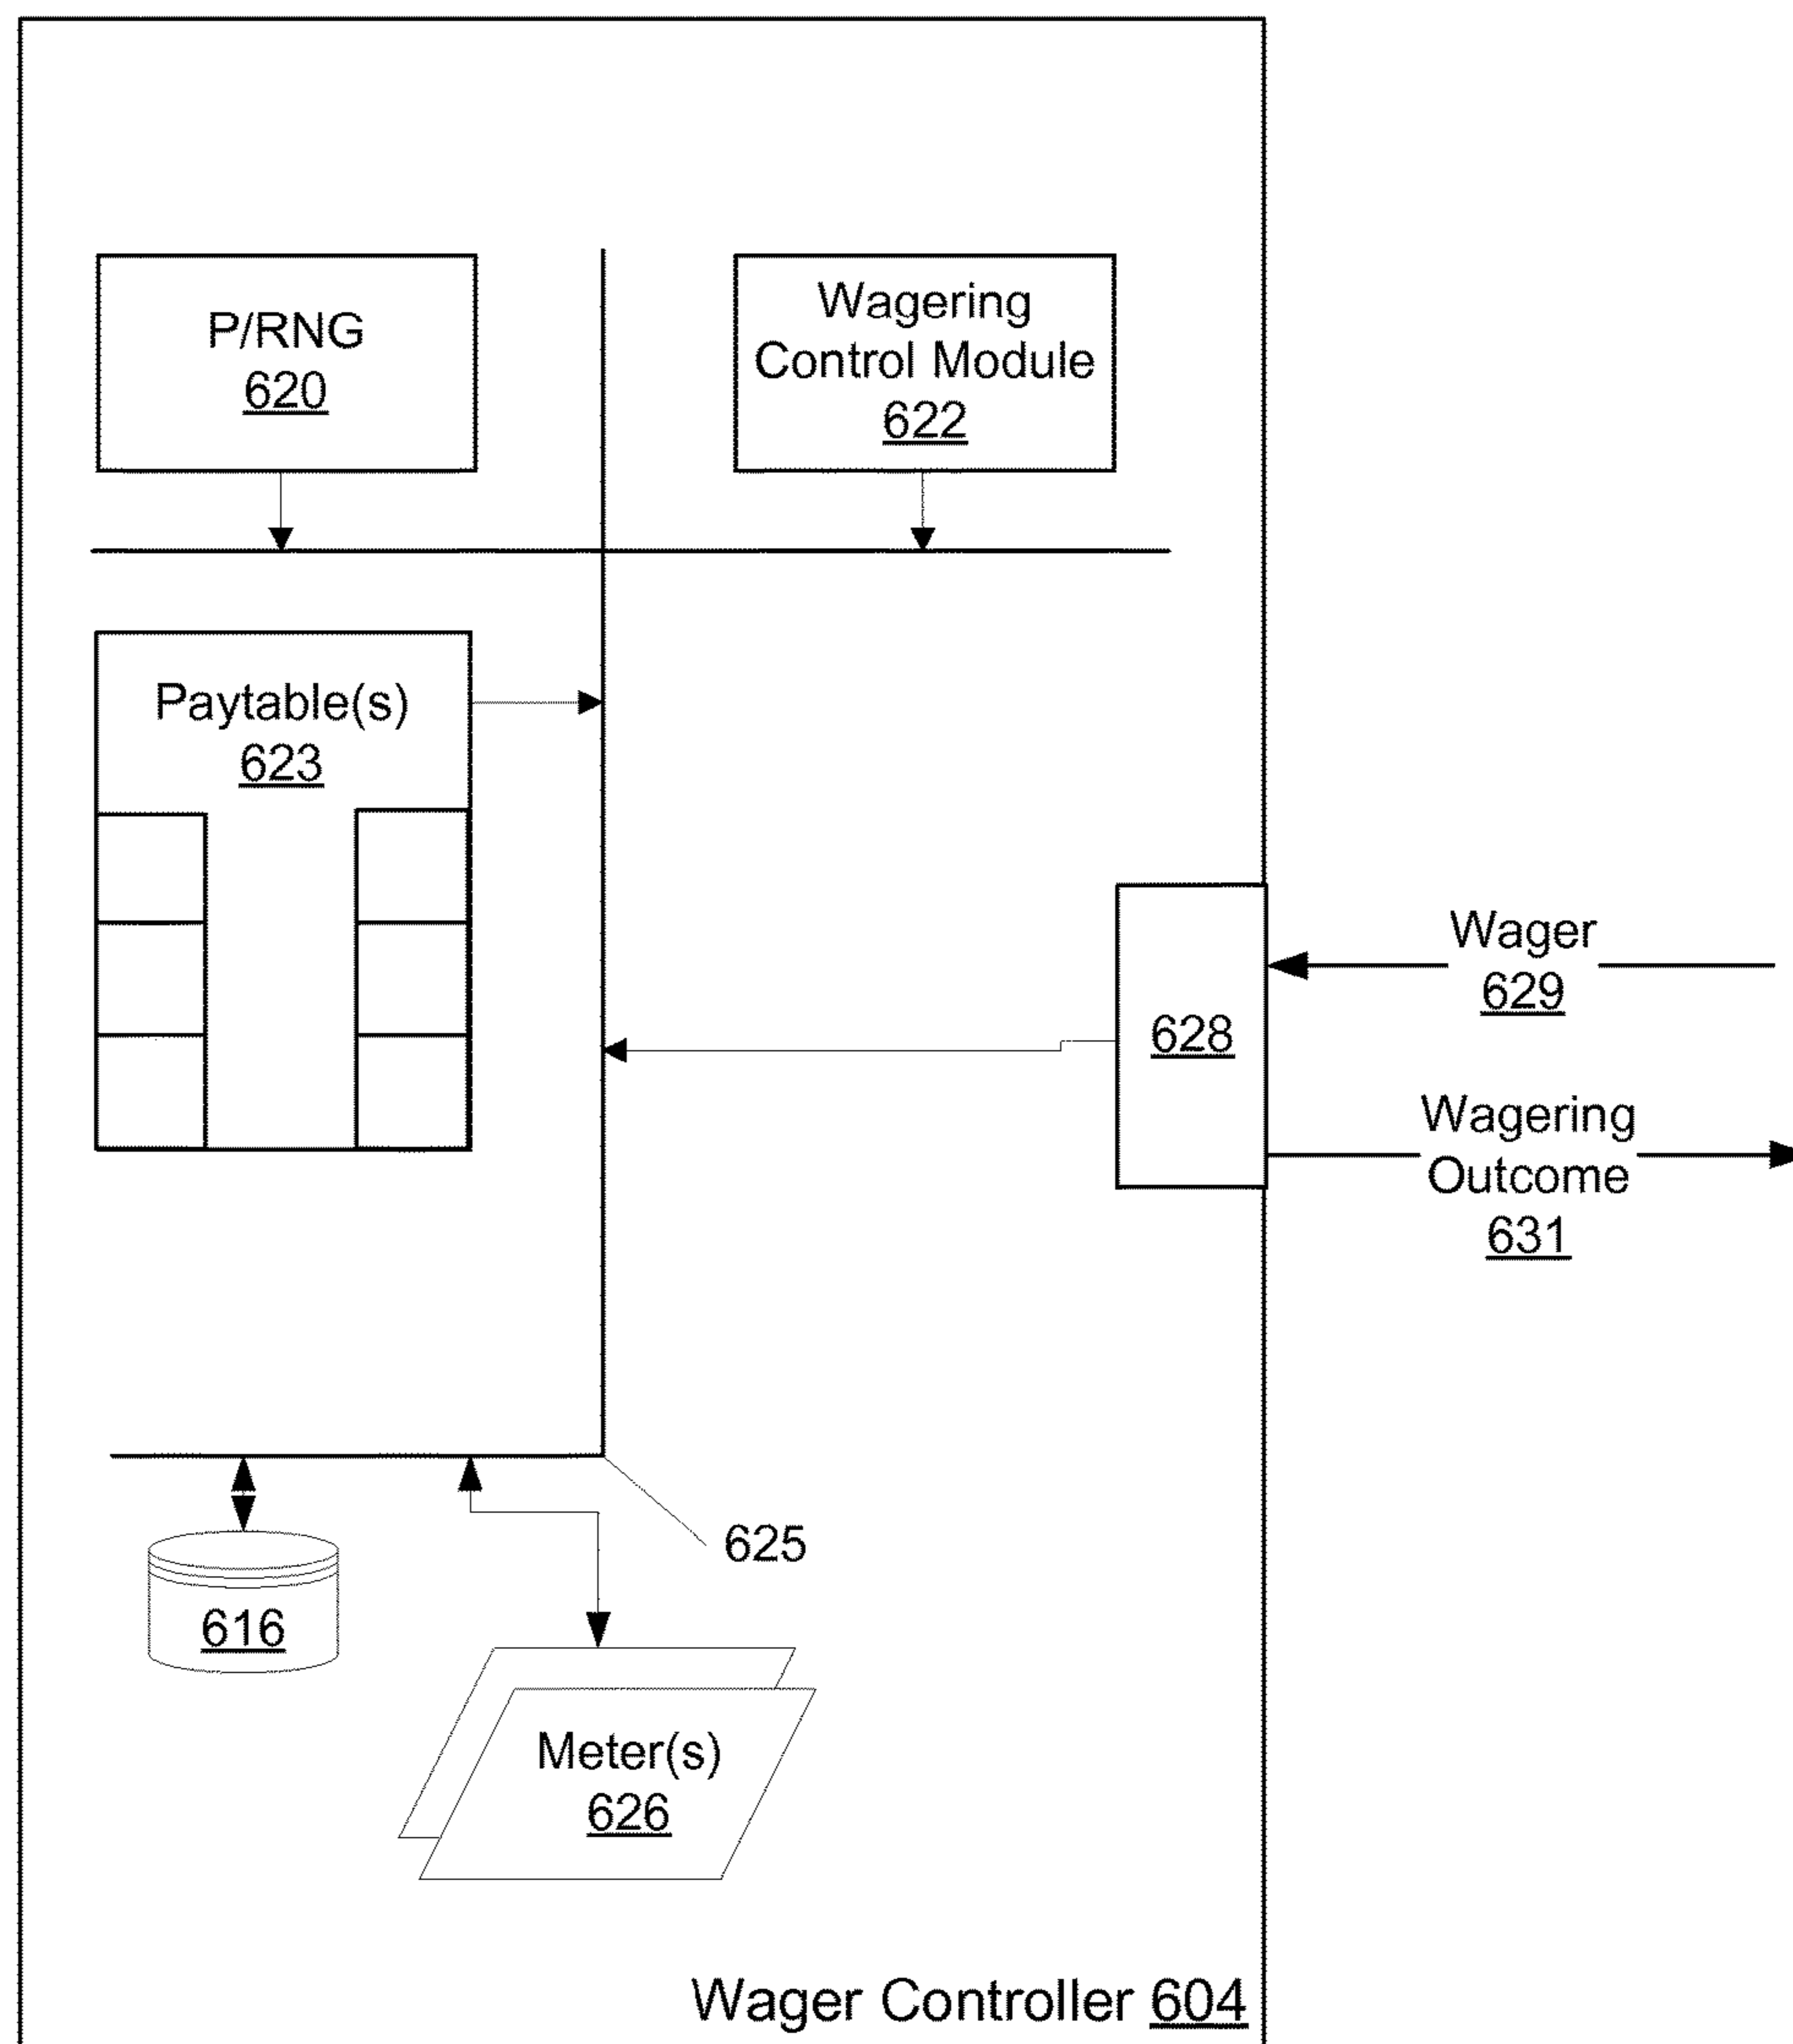 P/RNG
620
Wagering
Control Module
622
Paytable(s)
623
Wager
629
628
Wagering
Outcome
631
625
616
Meter(s)
626
Wager Controller 604